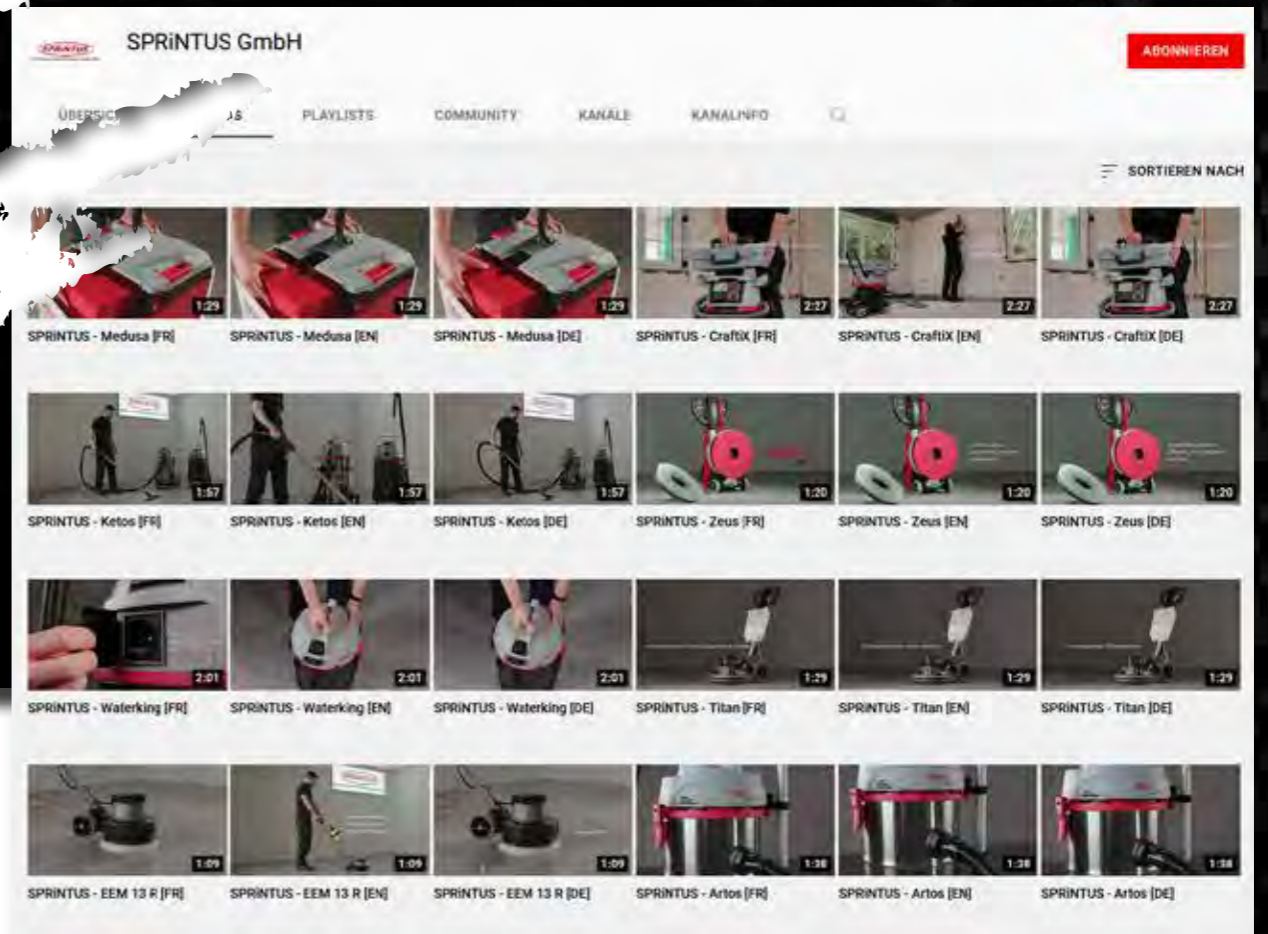 SPRiNTUS
SPRiNTUS GmbH
ABONNIEREN
PLAYLISTS COMMUNITY KANÄLE KANALINFO
SORTIEREN NACH
1:29 1:29 1:29 2:27 2:27 2:27
SPRiNTUS - Medusa [FR] SPRiNTUS - Medusa [EN] SPRiNTUS - Medusa [DE] SPRiNTUS - CraftiX [FR] SPRiNTUS - CraftiX [EN] SPRiNTUS - CraftiX [DE]
1:57 1:57 1:57 1:20 1:20 1:20
SPRiNTUS - Ketos [FR] SPRiNTUS - Ketos [EN] SPRiNTUS - Ketos [DE] SPRiNTUS - Zeus [FR] SPRiNTUS - Zeus [EN] SPRiNTUS - Zeus [DE]
2:01 2:01 2:01 1:29 1:29 1:29
SPRiNTUS - Waterking [FR] SPRiNTUS - Waterking [EN] SPRiNTUS - Waterking [DE] SPRiNTUS - Titan [FR] SPRiNTUS - Titan [EN] SPRiNTUS - Titan [DE]
1:09 1:09 1:09 1:38 1:38 1:38
SPRiNTUS - EEM 13 R [FR] SPRiNTUS - EEM 13 R [EN] SPRiNTUS - EEM 13 R [DE] SPRiNTUS - Artos [FR] SPRiNTUS - Artos [EN] SPRiNTUS - Artos [DE]